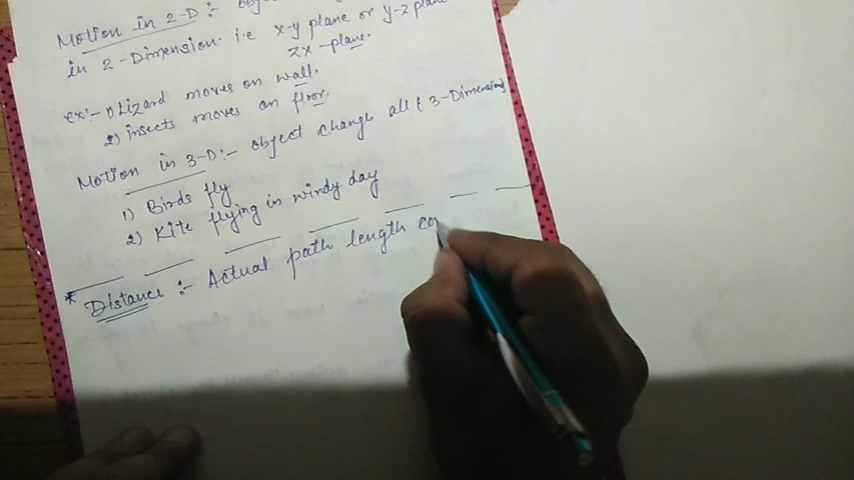 Motion in 2-D :- obje
in 2-Dimension. i.e x-y plane or y-z plane
zx-plane.
ex:- 1) Lizard moves on wall.
2) insects moves on floor.
Motion in 3-D:- object change all { 3-Dimension}
1) Birds fly
2) Kite flying in windy day
* Distance :- Actual path length co